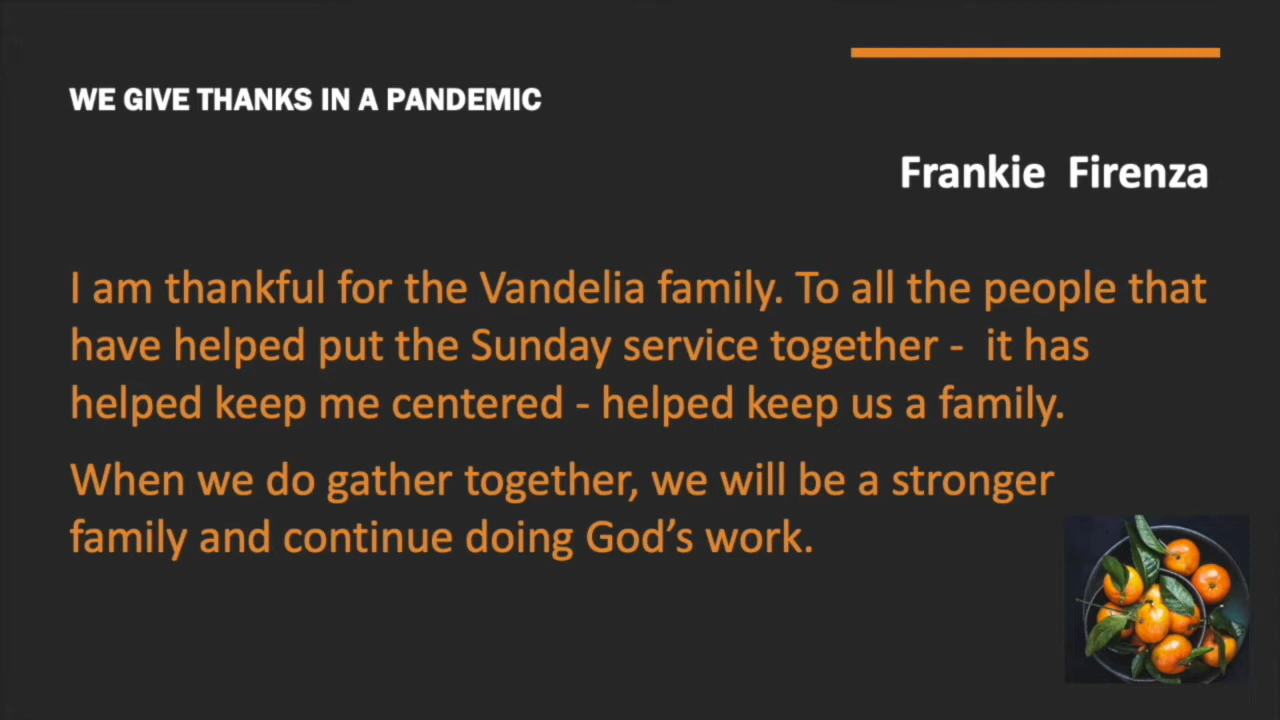 WE GIVE THANKS IN A PANDEMIC
Frankie  Firenza
I am thankful for the Vandelia family. To all the people that
have helped put the Sunday service together -  it has
helped keep me centered - helped keep us a family.
When we do gather together, we will be a stronger
family and continue doing God’s work.